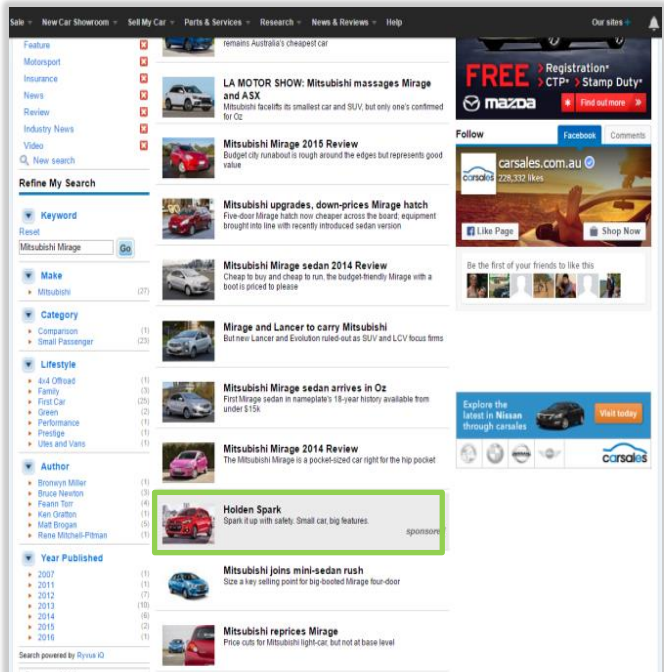 Sale New Car Showroom Sell My Car Parts & Services Research News & Reviews Help Our sites +
Feature
Motorsport
Insurance
News
Review
Industry News
Video
New search
Refine My Search
Keyword
Reset
Mitsubishi Mirage Go
Make
Mitsubishi (27)
Category
Comparison (1)
Small Passenger (23)
Lifestyle
4x4 Offroad (1)
Family (3)
First Car (25)
Green (2)
Performance (1)
Prestige (1)
Utes and Vans (1)
Author
Bronwyn Miller (1)
Bruce Newton (3)
Feann Torr (4)
Ken Gratton (1)
Matt Brogan (5)
Rene Mitchell-Pitman (1)
Year Published
2007 (1)
2011 (1)
2012 (7)
2013 (10)
2014 (6)
2015 (2)
2016 (1)
Search powered by Ryvus iQ
remains Australia's cheapest car
LA MOTOR SHOW: Mitsubishi massages Mirage
and ASX
Mitsubishi facelifts its smallest car and SUV, but only one's confirmed
for Oz
Mitsubishi Mirage 2015 Review
Budget city runabout is rough around the edges but represents good
value
Mitsubishi upgrades, down-prices Mirage hatch
Five-door Mirage hatch now cheaper across the board; equipment
brought into line with recently introduced sedan version
Mitsubishi Mirage sedan 2014 Review
Cheap to buy and cheap to run, the budget-friendly Mirage with a
boot is priced to please
Mirage and Lancer to carry Mitsubishi
But new Lancer and Evolution ruled-out as SUV and LCV focus firms
Mitsubishi Mirage sedan arrives in Oz
First Mirage sedan in nameplate's 18-year history available from
under $15k
Mitsubishi Mirage 2014 Review
The Mitsubishi Mirage is a pocket-sized car right for the hip pocket
Holden Spark
Spark it up with safety. Small car, big features.
sponsored
Mitsubishi joins mini-sedan rush
Size a key selling point for big-booted Mirage four-door
Mitsubishi reprices Mirage
Price cuts for Mitsubishi light-car, but not at base level
FREE > Registration*
> CTP* > Stamp Duty*
mazda * Find out more »
Follow Facebook Comments
carsales carsales.com.au
228,332 likes
Like Page Shop Now
Be the first of your friends to like this
Explore the
latest in Nissan
through carsales
Visit today
carsales